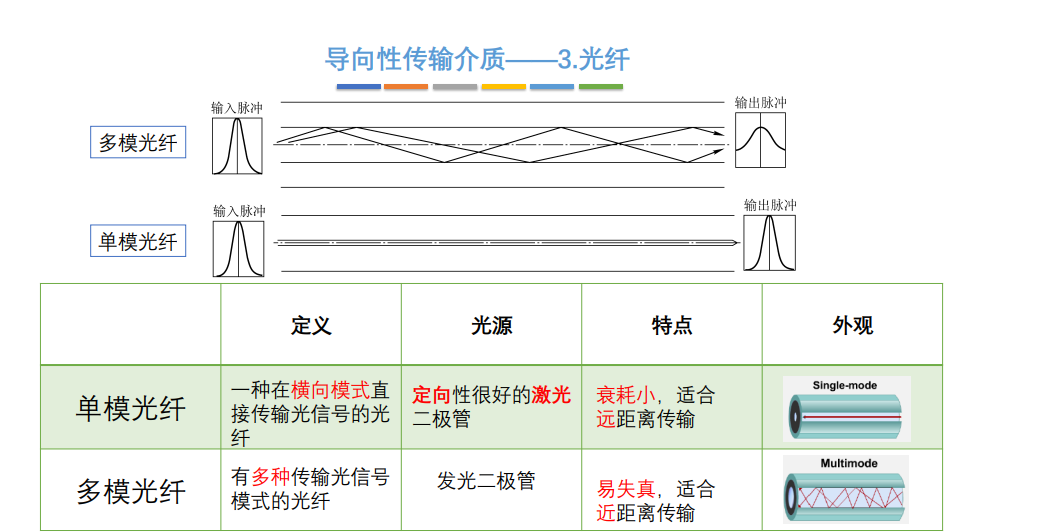 导向性传输介质——3.光纤
输入脉冲
输出脉冲
多模光纤
输入脉冲
输出脉冲
单模光纤
定义
光源
特点
外观
单模光纤
一种在横向模式直
接传输光信号的光
纤
定向性很好的激光
二极管
衰耗小，适合
远距离传输
Single-mode
多模光纤
有多种传输光信号
模式的光纤
发光二极管
易失真，适合
近距离传输
Multimode